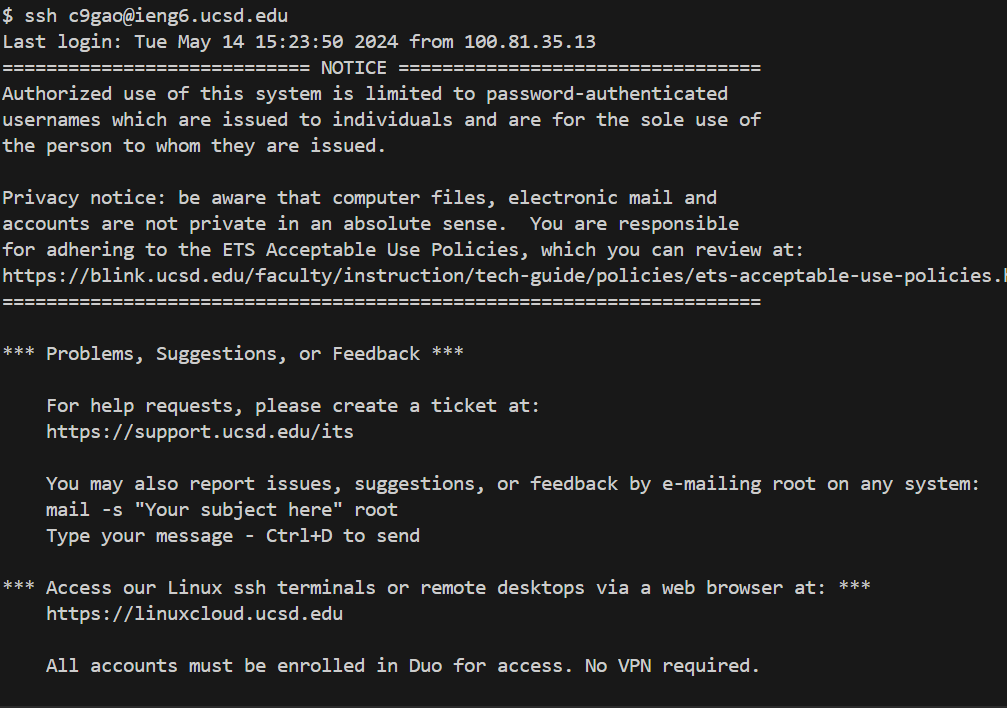 $ ssh c9gao@ieng6.ucsd.edu
Last login: Tue May 14 15:23:50 2024 from 100.81.35.13
============================ NOTICE =================================
Authorized use of this system is limited to password-authenticated
usernames which are issued to individuals and are for the sole use of
the person to whom they are issued.
Privacy notice: be aware that computer files, electronic mail and
accounts are not private in an absolute sense.  You are responsible
for adhering to the ETS Acceptable Use Policies, which you can review at:
https://blink.ucsd.edu/faculty/instruction/tech-guide/policies/ets-acceptable-use-policies.
=====================================================================
*** Problems, Suggestions, or Feedback ***
For help requests, please create a ticket at:
https://support.ucsd.edu/its
You may also report issues, suggestions, or feedback by e-mailing root on any system:
mail -s "Your subject here" root
Type your message - Ctrl+D to send
*** Access our Linux ssh terminals or remote desktops via a web browser at: ***
https://linuxcloud.ucsd.edu
All accounts must be enrolled in Duo for access. No VPN required.